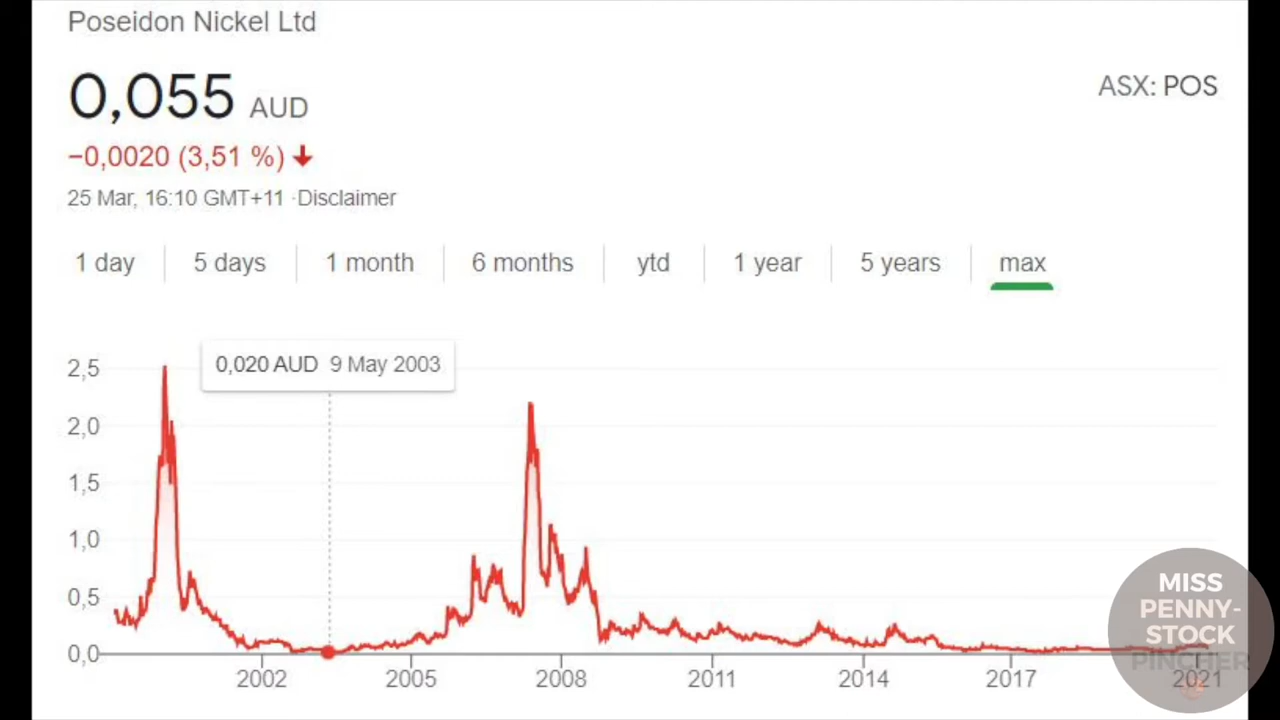 Poseidon Nickel Ltd
0,055 AUD
ASX: POS
−0,0020 (3,51 %)
25 Mar, 16:10 GMT+11 ·Disclaimer
1 day 5 days 1 month 6 months ytd 1 year 5 years max
0,020 AUD 9 May 2003
2,5
2,0
1,5
1,0
0,5
0,0
2002 2005 2008 2011 2014 2017 2021
MISS
PENNY-
STOCK
PINCHER